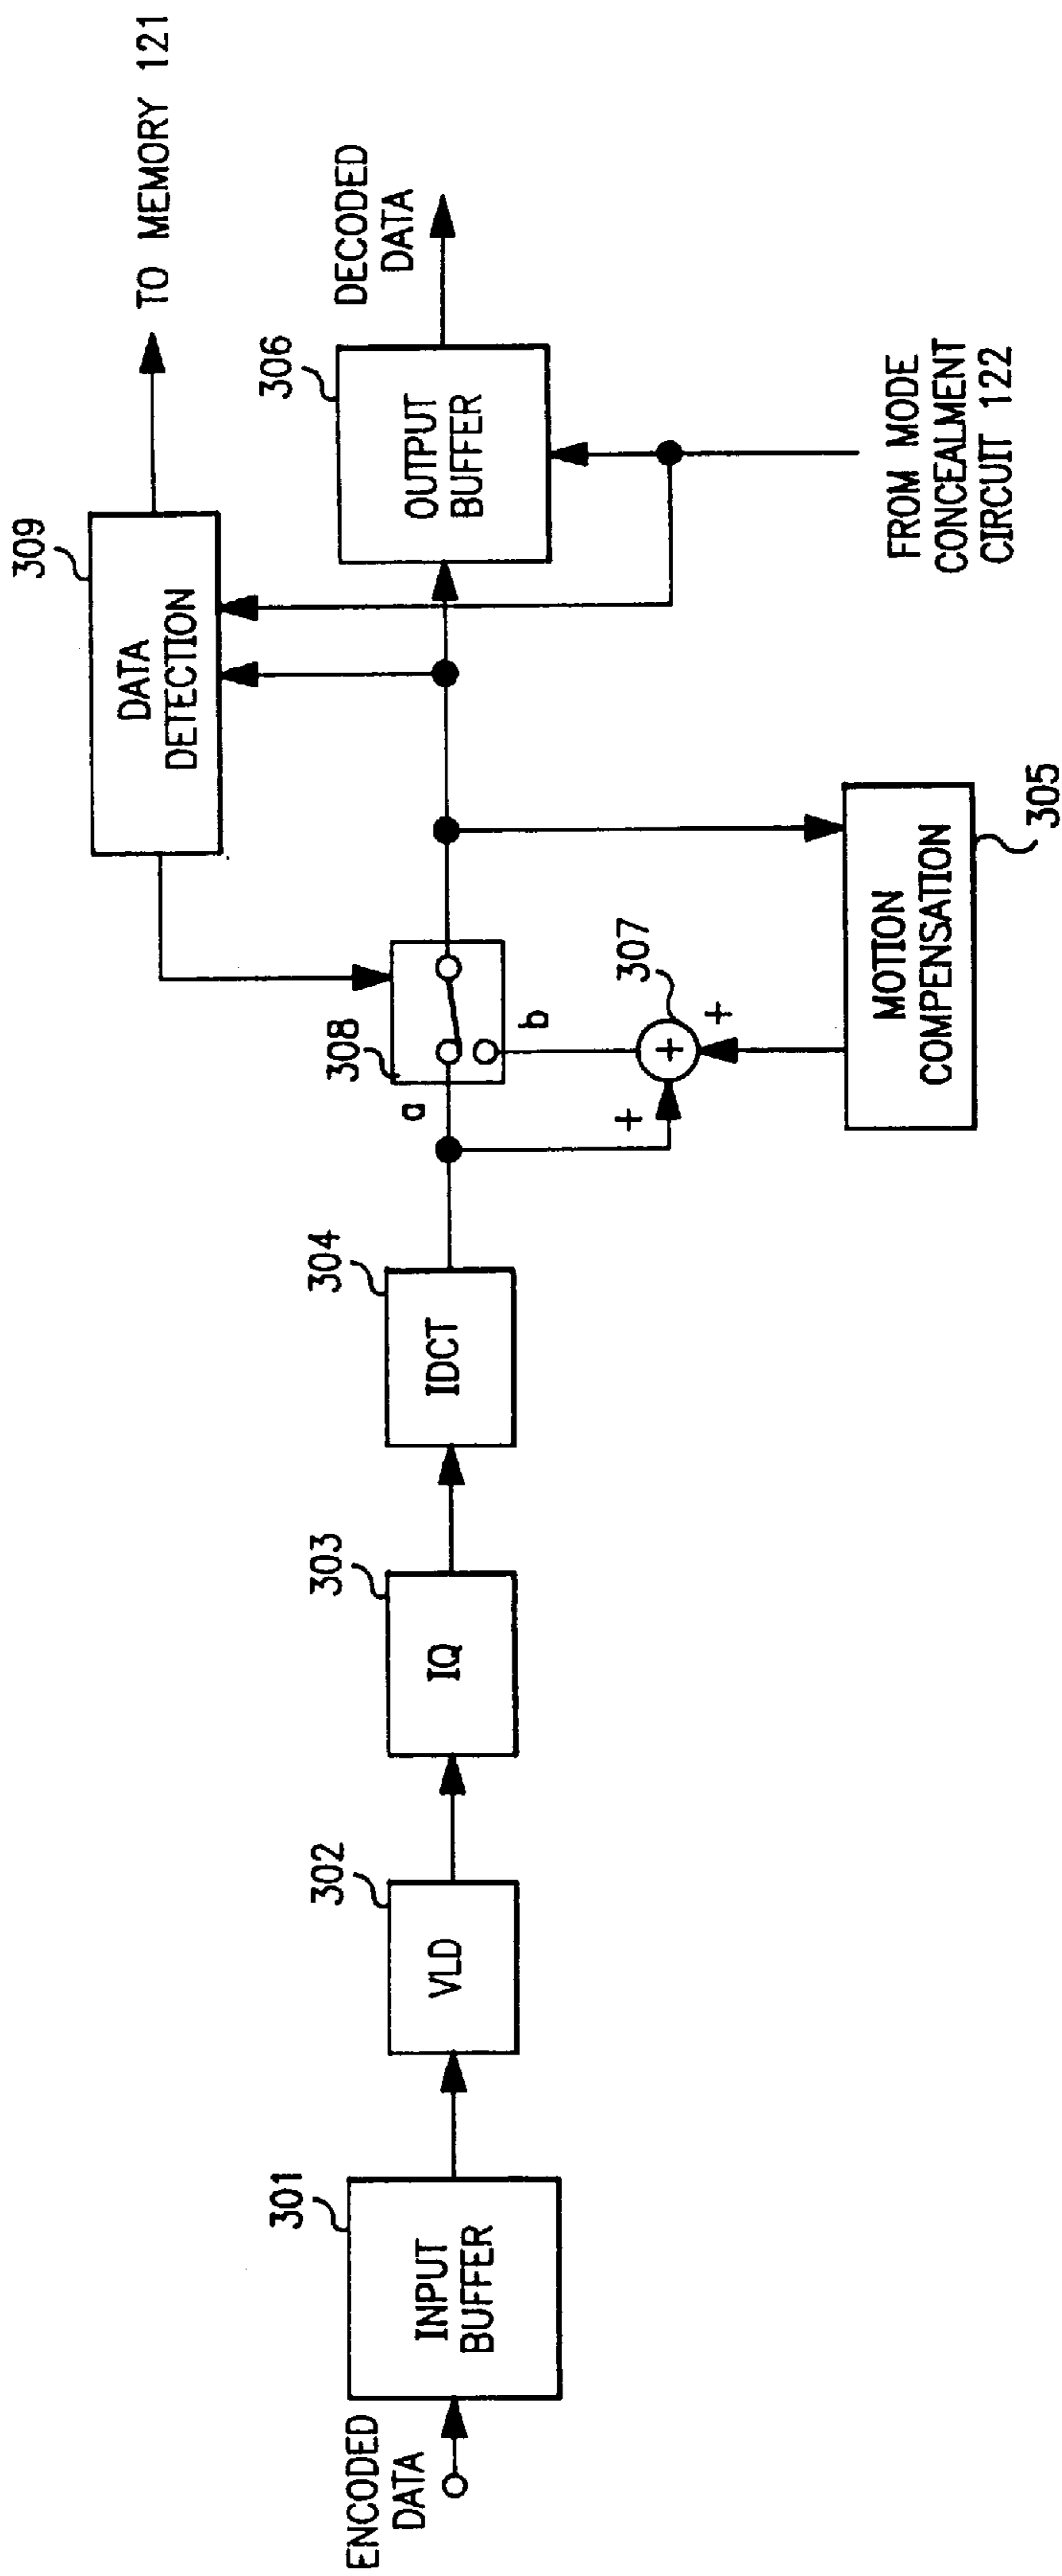 ENCODED
DATA
301
INPUT
BUFFER
302
VLD
303
IQ
304
IDCT
308
a
b
307
+
+
+
MOTION
COMPENSATION
305
309
DATA
DETECTION
TO MEMORY 121
306
OUTPUT
BUFFER
DECODED
DATA
FROM MODE
CONCEALMENT
CIRCUIT 122